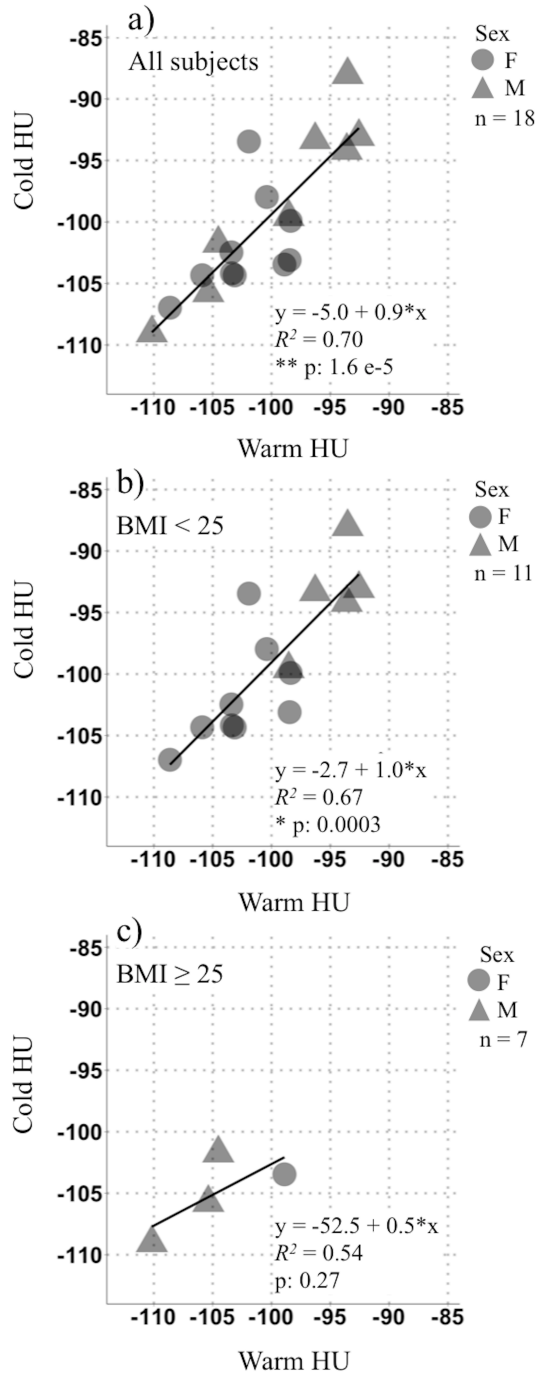 a)
All subjects
Sex
F
M
n = 18
-85
-90
-95
-100
-105
-110
Cold HU
y = -5.0 + 0.9*x
R² = 0.70
** p: 1.6 e-5
-110 -105 -100 -95 -90 -85
Warm HU
b)
BMI < 25
Sex
F
M
n = 11
-85
-90
-95
-100
-105
-110
Cold HU
y = -2.7 + 1.0*x
R² = 0.67
* p: 0.0003
-110 -105 -100 -95 -90 -85
Warm HU
c)
BMI ≥ 25
Sex
F
M
n = 7
-85
-90
-95
-100
-105
-110
Cold HU
y = -52.5 + 0.5*x
R² = 0.54
p: 0.27
-110 -105 -100 -95 -90 -85
Warm HU